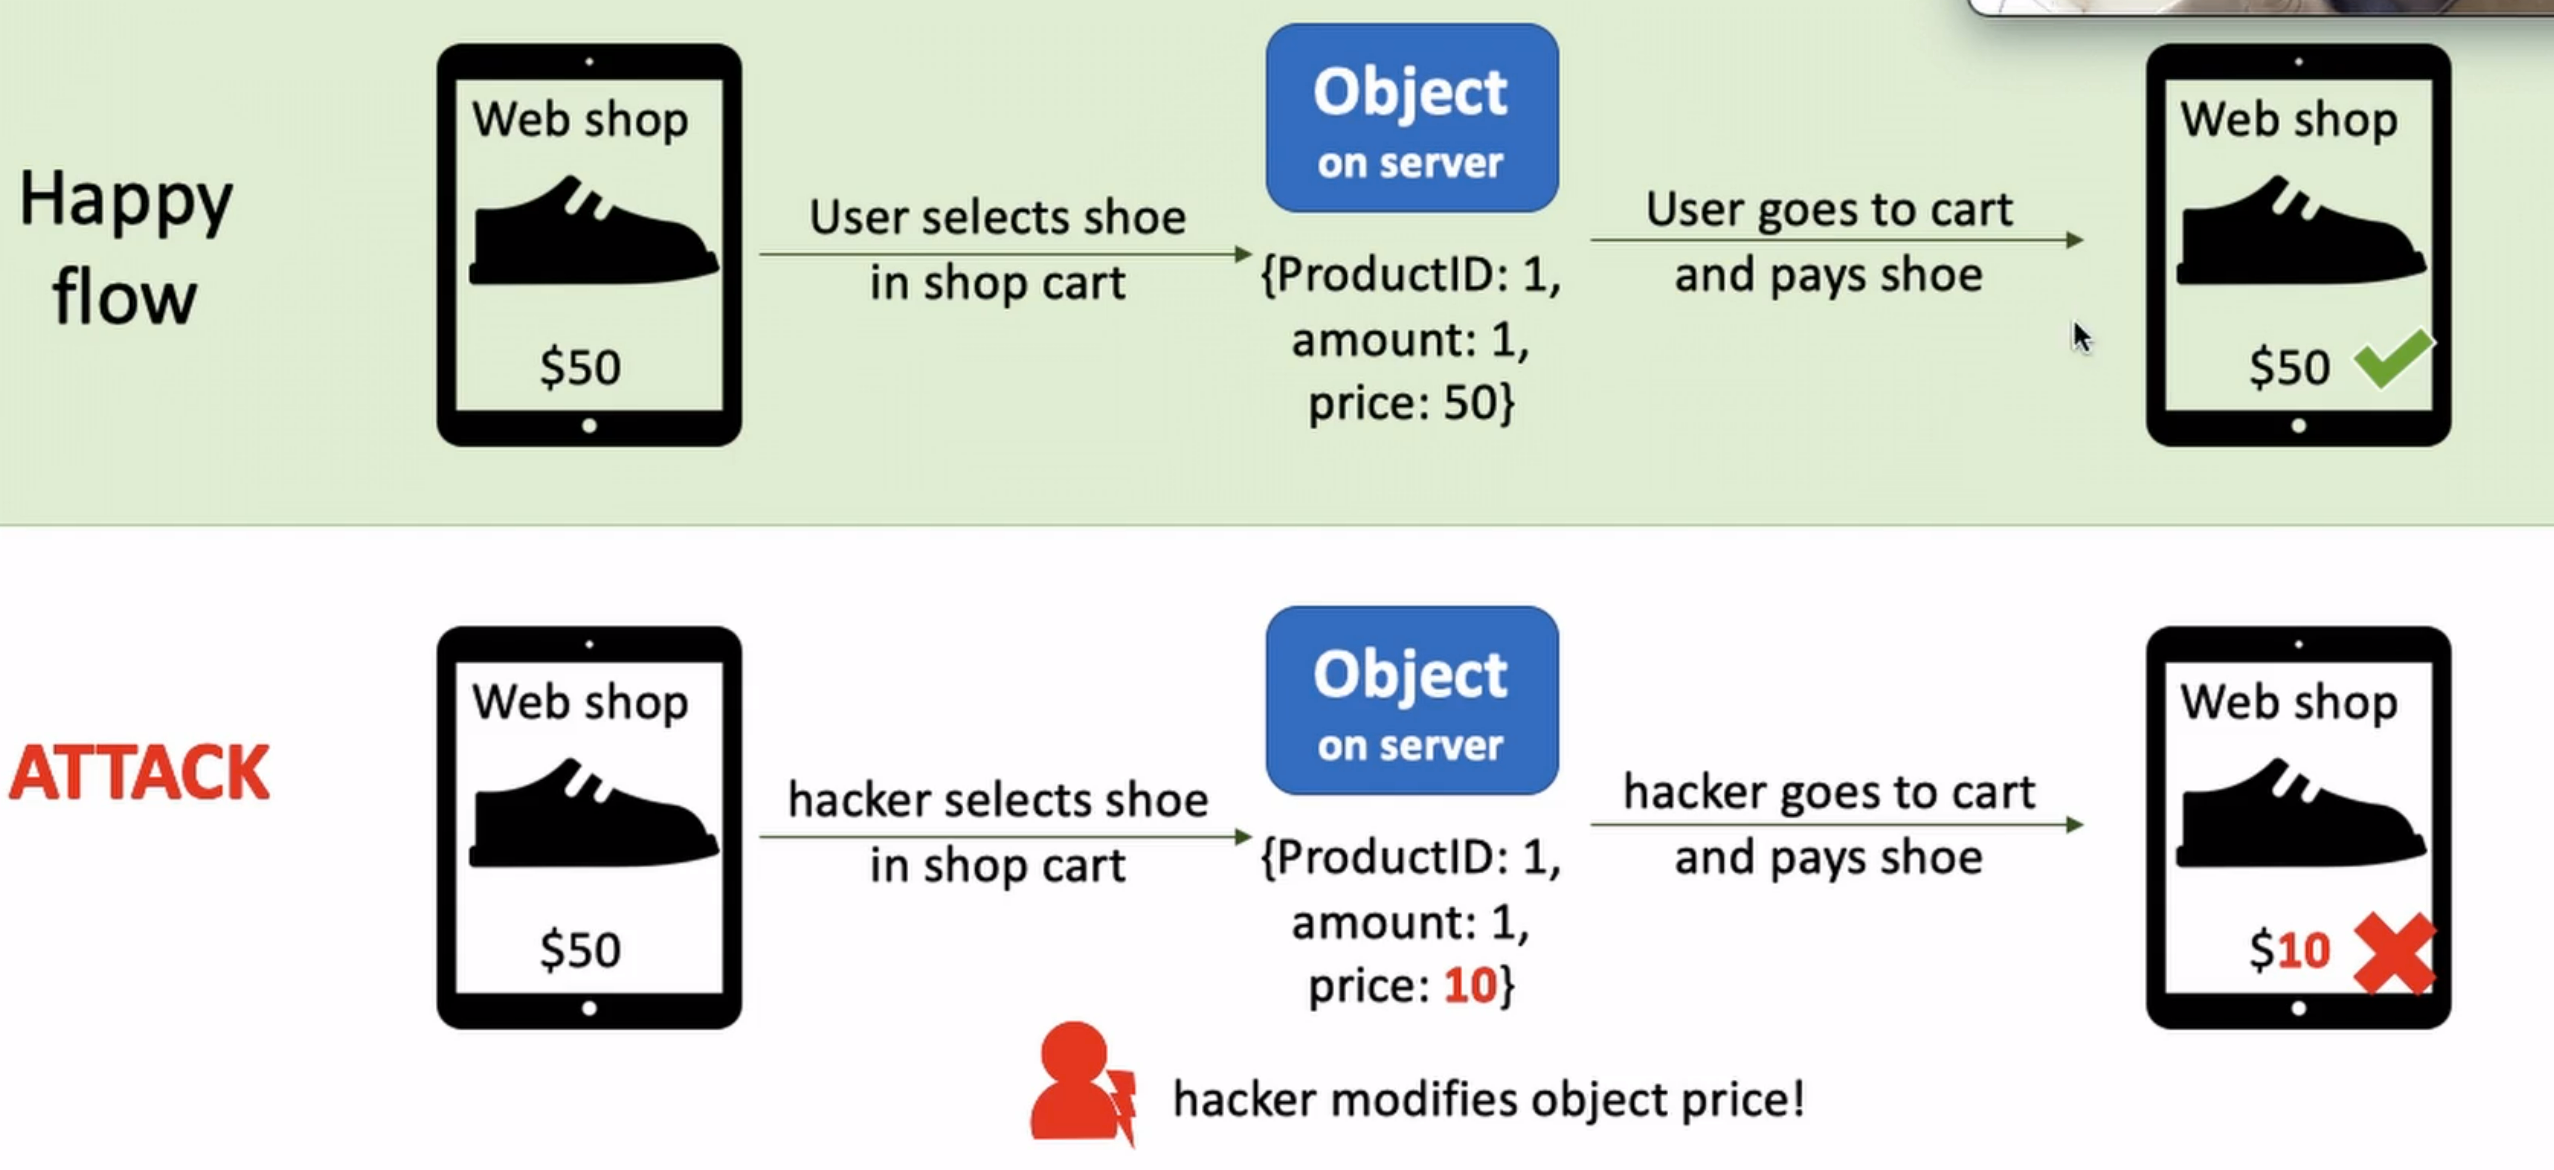 Happy
flow
Web shop
$50
User selects shoe
in shop cart
Object
on server
{ProductID: 1,
amount: 1,
price: 50}
User goes to cart
and pays shoe
Web shop
$50
ATTACK
Web shop
$50
hacker selects shoe
in shop cart
Object
on server
{ProductID: 1,
amount: 1,
price: 10}
hacker goes to cart
and pays shoe
Web shop
$10
hacker modifies object price!